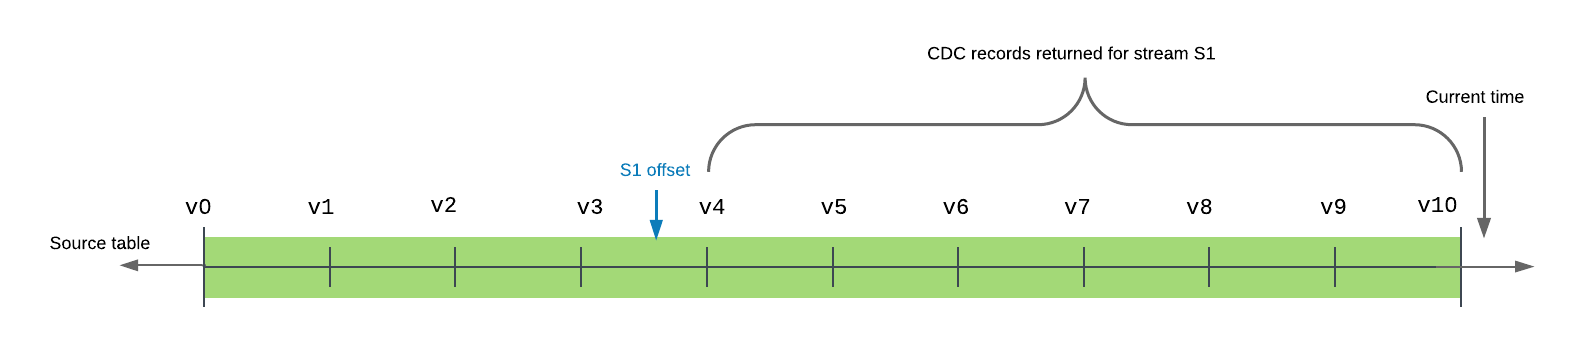 CDC records returned for stream S1
Current time
S1 offset
v0 v1 v2 v3 v4 v5 v6 v7 v8 v9 v10
Source table